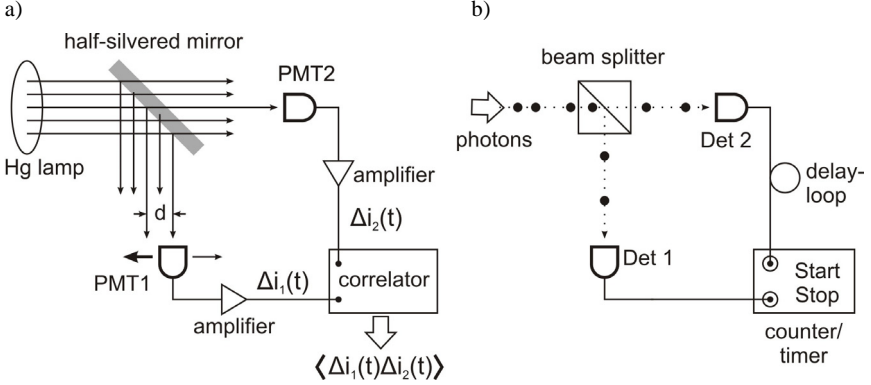 a)
half-silvered mirror
PMT2
Hg lamp
amplifier
Δi₂(t)
d
PMT1
Δi₁(t)
correlator
amplifier
⟨Δi₁(t)Δi₂(t)⟩
b)
beam splitter
photons
Det 2
delay-
loop
Det 1
Start
Stop
counter/
timer